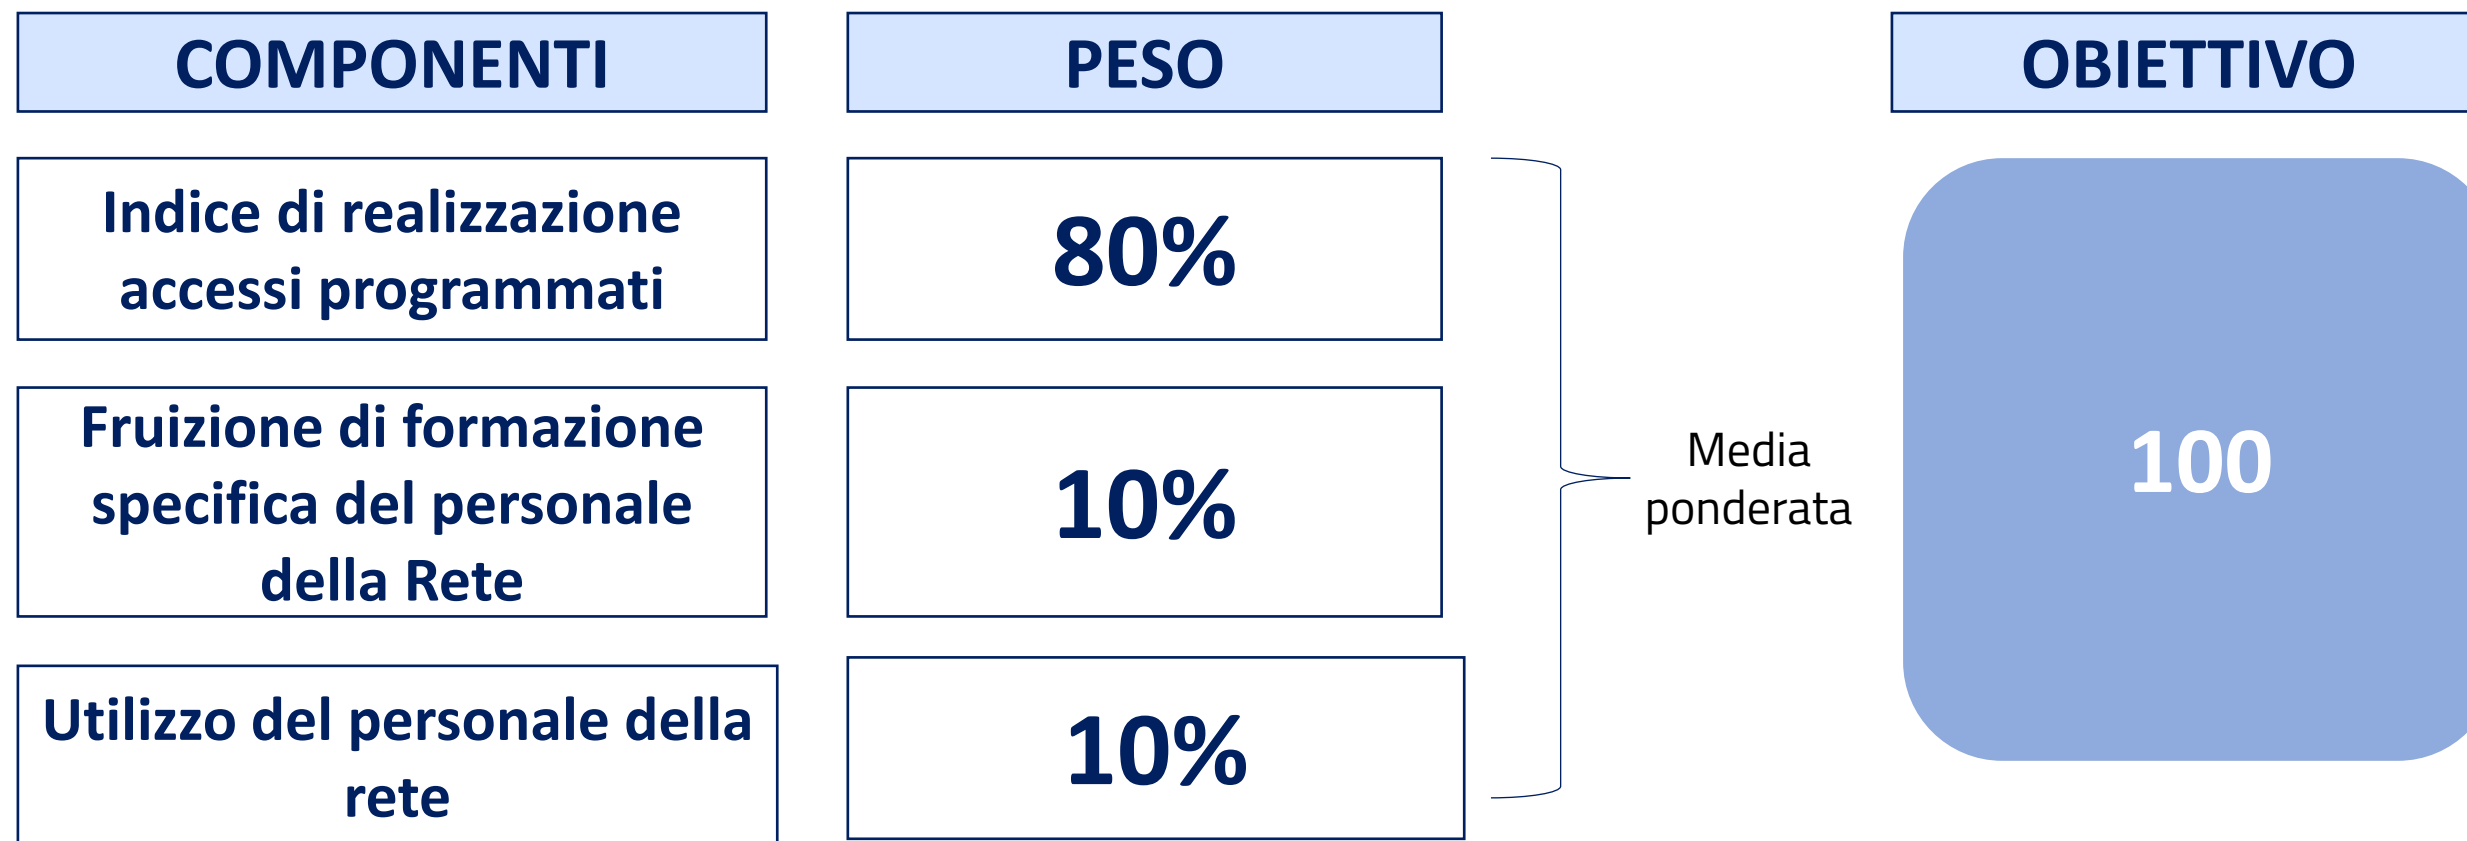 COMPONENTI
PESO
OBIETTIVO
Indice di realizzazione
accessi programmati
80%
Fruizione di formazione
specifica del personale
della Rete
10%
Utilizzo del personale della
rete
10%
Media
ponderata
100